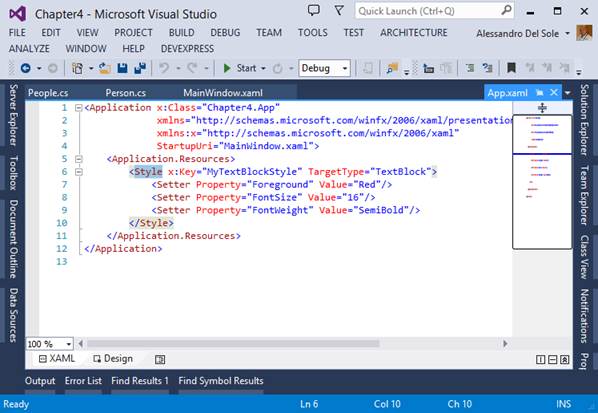 Chapter4 - Microsoft Visual Studio
Quick Launch (Ctrl+Q)
FILE EDIT VIEW PROJECT BUILD DEBUG TEAM TOOLS TEST ARCHITECTURE
Alessandro Del Sole
ANALYZE WINDOW HELP DEVEXPRESS
Start Debug
Server Explorer
Toolbox
Document Outline
Data Sources
People.cs Person.cs MainWindow.xaml App.xaml
1 <Application x:Class="Chapter4.App"
2 xmlns="http://schemas.microsoft.com/winfx/2006/xaml/presentation
3 xmlns:x="http://schemas.microsoft.com/winfx/2006/xaml"
4 StartupUri="MainWindow.xaml">
5 <Application.Resources>
6 <Style x:Key="MyTextBlockStyle" TargetType="TextBlock">
7 <Setter Property="Foreground" Value="Red"/>
8 <Setter Property="FontSize" Value="16"/>
9 <Setter Property="FontWeight" Value="SemiBold"/>
10 </Style>
11 </Application.Resources>
12 </Application>
13
Solution Explorer
Team Explorer
Class View
Notifications
100 %
XAML Design
Output Error List Find Results 1 Find Symbol Results
Ready Ln 6 Col 10 Ch 10 INS